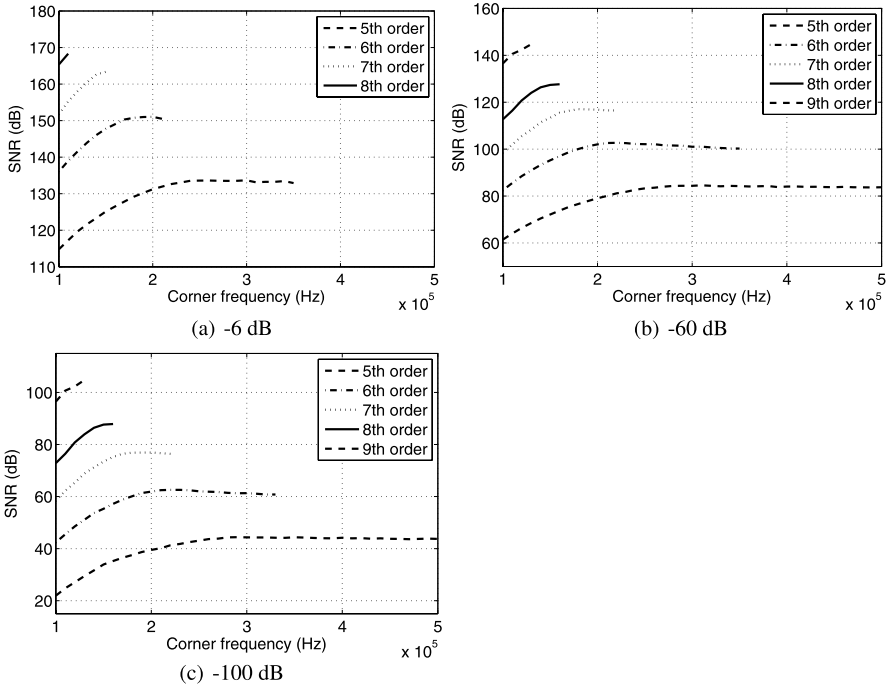 180
170
160
150
140
130
120
110
SNR (dB)
5th order
6th order
7th order
8th order
1 2 3 4 5
Corner frequency (Hz)
x 10^5
(a) -6 dB
160
140
120
100
80
60
SNR (dB)
5th order
6th order
7th order
8th order
9th order
1 2 3 4 5
Corner frequency (Hz)
x 10^5
(b) -60 dB
100
80
60
40
20
SNR (dB)
5th order
6th order
7th order
8th order
9th order
1 2 3 4 5
Corner frequency (Hz)
x 10^5
(c) -100 dB